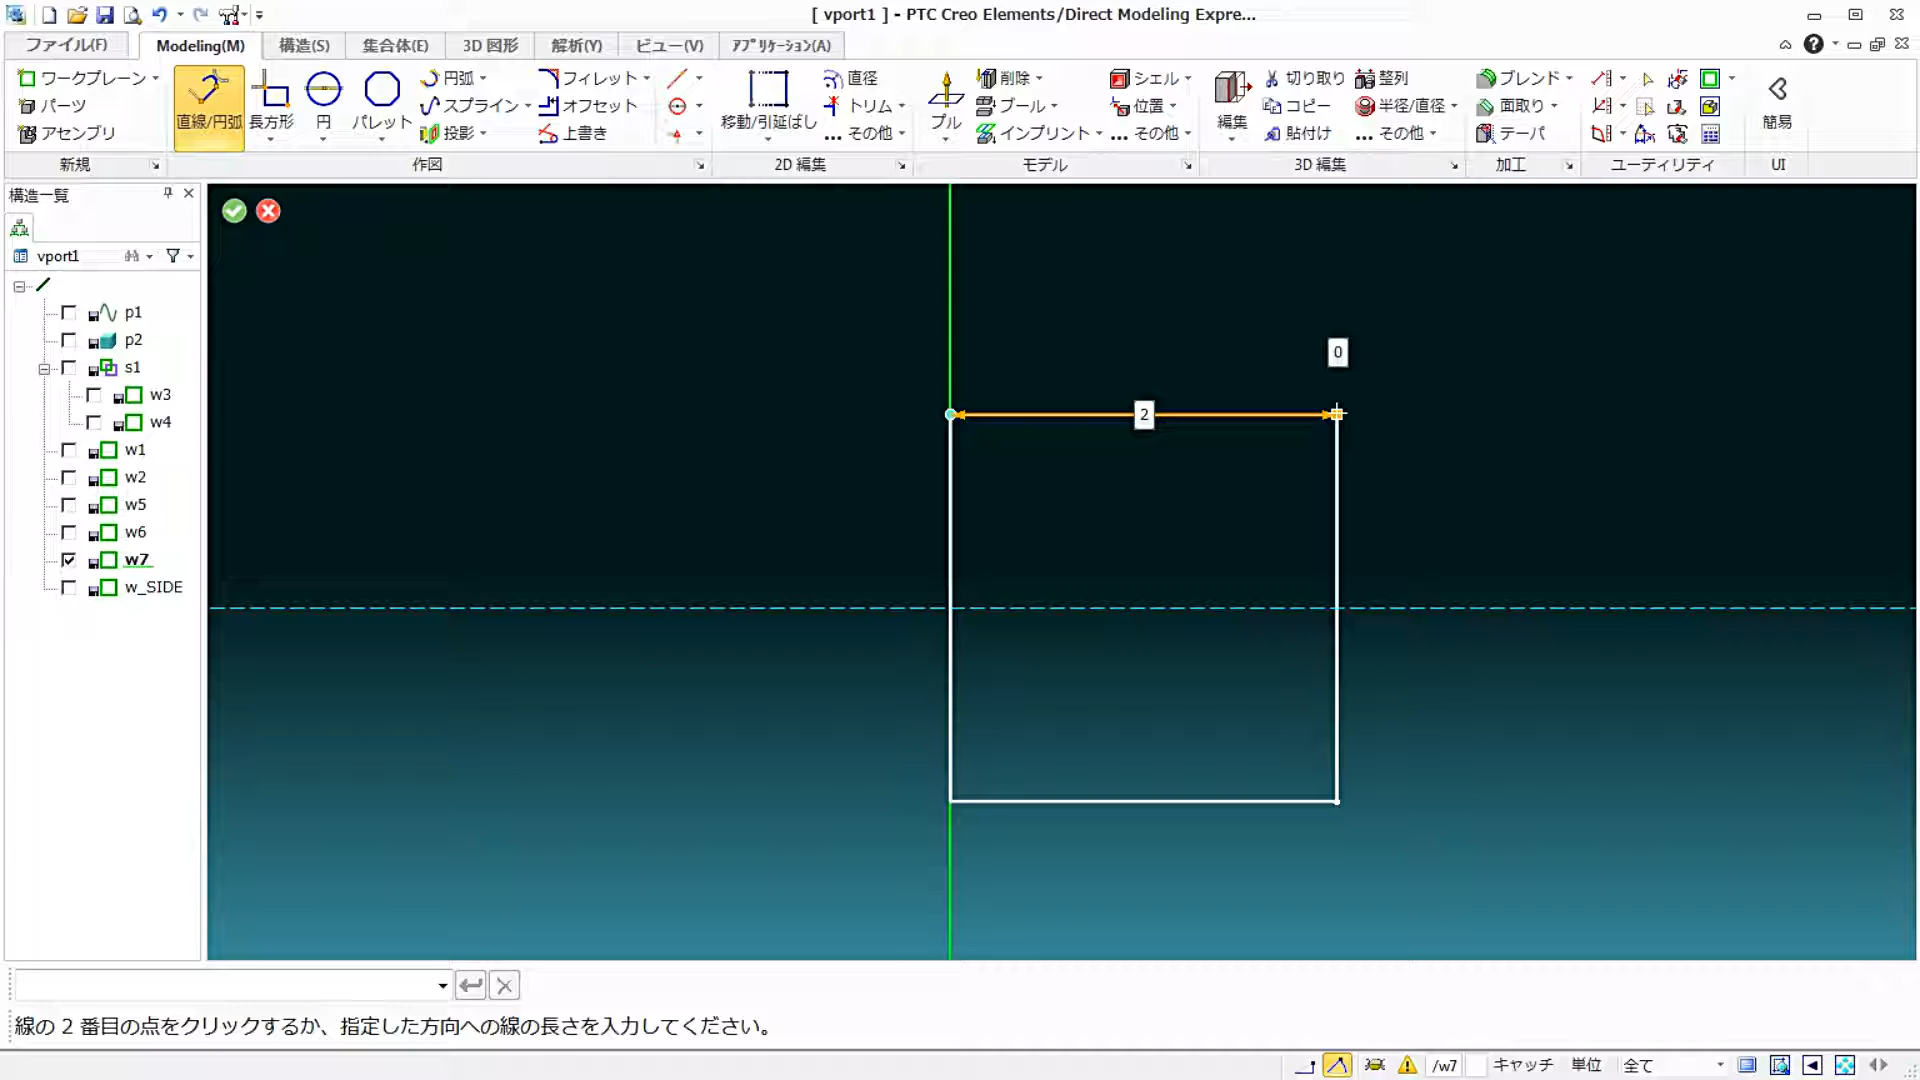 [ vport1 ] - PTC Creo Elements/Direct Modeling Expre...
ファイル(F)
Modeling(M)
構造(S)
集合体(E)
3D 図形
解析(Y)
ビュー(V)
ｱﾌﾟﾘｹｰｼｮﾝ(A)
ワークプレーン
パーツ
アセンブリ
新規
直線/円弧
長方形
円
パレット
円弧
スプライン
投影
フィレット
オフセット
上書き
作図
移動/引延ばし
直径
トリム
... その他
2D 編集
プル
削除
プール
インプリント
シェル
位置
... その他
モデル
編集
切り取り
コピー
貼付け
整列
半径/直径
... その他
3D 編集
ブレンド
面取り
テーパ
加工
ユーティリティ
簡易
UI
構造一覧
vport1
p1
p2
s1
w3
w4
w1
w2
w5
w6
w7
w_SIDE
0
2
線の 2 番目の点をクリックするか、指定した方向への線の長さを入力してください。
/w7
キャッチ
単位
全て